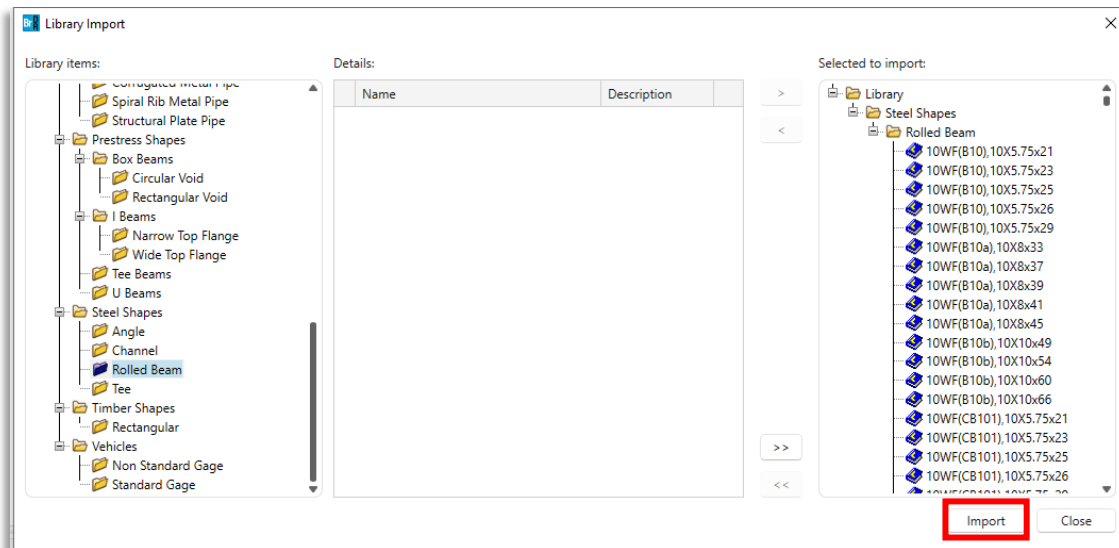 Br Library Import
Library items:
Spiral Rib Metal Pipe
Structural Plate Pipe
Prestress Shapes
Box Beams
Circular Void
Rectangular Void
I Beams
Narrow Top Flange
Wide Top Flange
Tee Beams
U Beams
Steel Shapes
Angle
Channel
Rolled Beam
Tee
Timber Shapes
Rectangular
Vehicles
Non Standard Gage
Standard Gage
Details:
Name Description
>
<
>>
<<
Selected to import:
Library
Steel Shapes
Rolled Beam
10WF(B10),10X5.75x21
10WF(B10),10X5.75x23
10WF(B10),10X5.75x25
10WF(B10),10X5.75x26
10WF(B10),10X5.75x29
10WF(B10a),10X8x33
10WF(B10a),10X8x37
10WF(B10a),10X8x39
10WF(B10a),10X8x41
10WF(B10a),10X8x45
10WF(B10b),10X10x49
10WF(B10b),10X10x54
10WF(B10b),10X10x60
10WF(B10b),10X10x66
10WF(CB101),10X5.75x21
10WF(CB101),10X5.75x23
10WF(CB101),10X5.75x25
10WF(CB101),10X5.75x26
Import Close